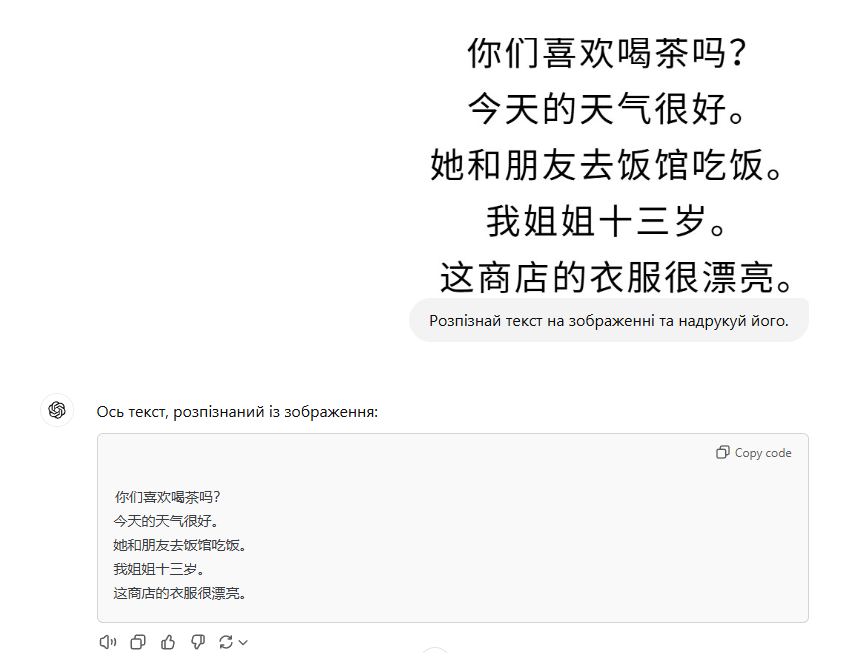 你们喜欢喝茶吗？
今天的天气很好。
她和朋友去饭馆吃饭。
我姐姐十三岁。
这商店的衣服很漂亮。
Розпізнай текст на зображенні та надрукуй його.
Ось текст, розпізнаний із зображення:
Copy code
你们喜欢喝茶吗？
今天的天气很好。
她和朋友去饭馆吃饭。
我姐姐十三岁。
这商店的衣服很漂亮。